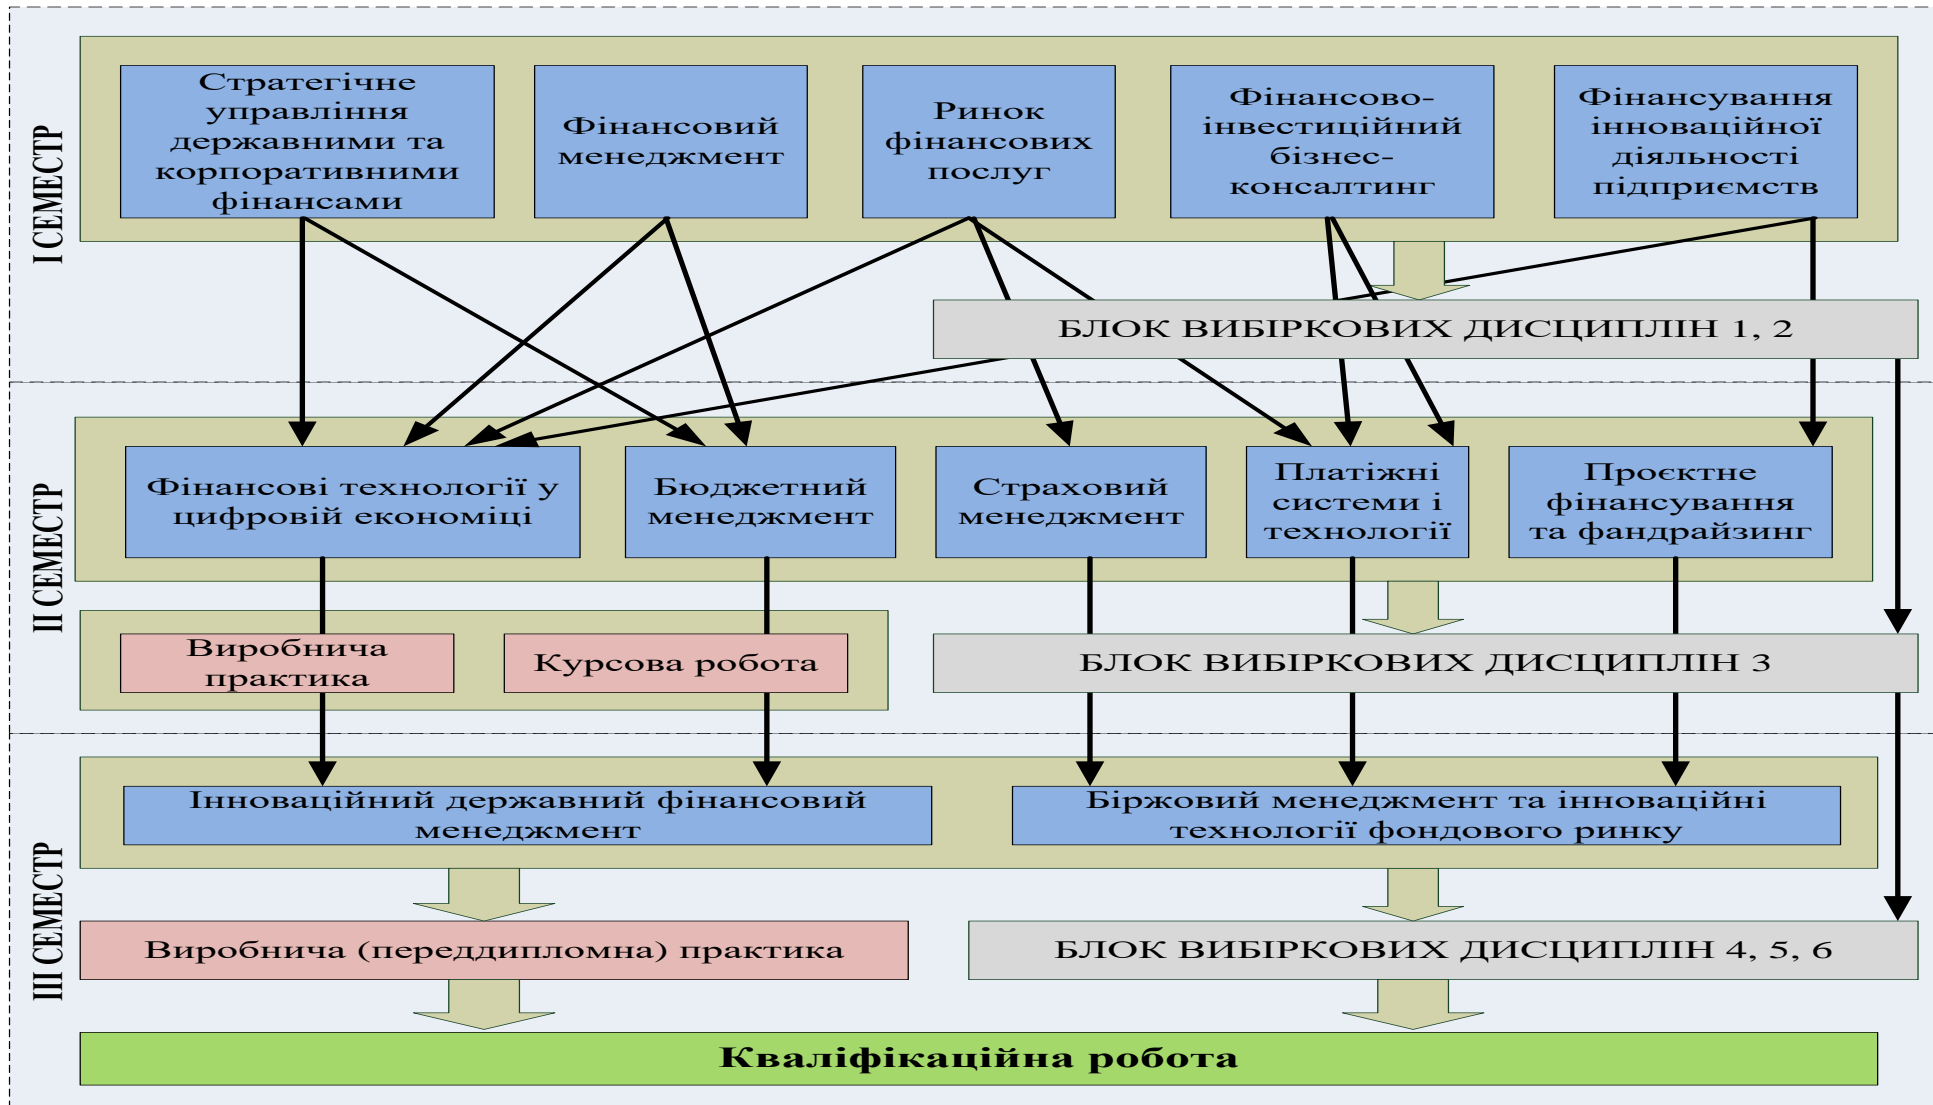 І СЕМЕСТР
Стратегічне
управління
державними та
корпоративними
фінансами
Фінансовий
менеджмент
Ринок
фінансових
послуг
Фінансово-
інвестиційний
бізнес-
консалтинг
Фінансування
інноваційної
діяльності
підприємств
БЛОК ВИБІРКОВИХ ДИСЦИПЛІН 1, 2
ІІ СЕМЕСТР
Фінансові технології у
цифровій економіці
Бюджетний
менеджмент
Страховий
менеджмент
Платіжні
системи і
технології
Проєктне
фінансування
та фандрайзинг
Виробнича
практика
Курсова робота
БЛОК ВИБІРКОВИХ ДИСЦИПЛІН 3
ІІІ СЕМЕСТР
Інноваційний державний фінансовий
менеджмент
Біржовий менеджмент та інноваційні
технології фондового ринку
Виробнича (переддипломна) практика
БЛОК ВИБІРКОВИХ ДИСЦИПЛІН 4, 5, 6
Кваліфікаційна робота